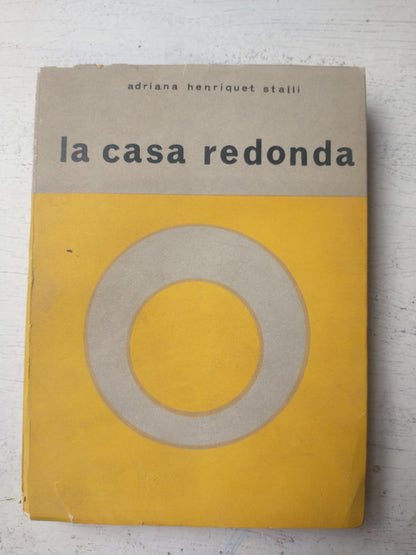 adriana henriquet stalli
la casa redonda